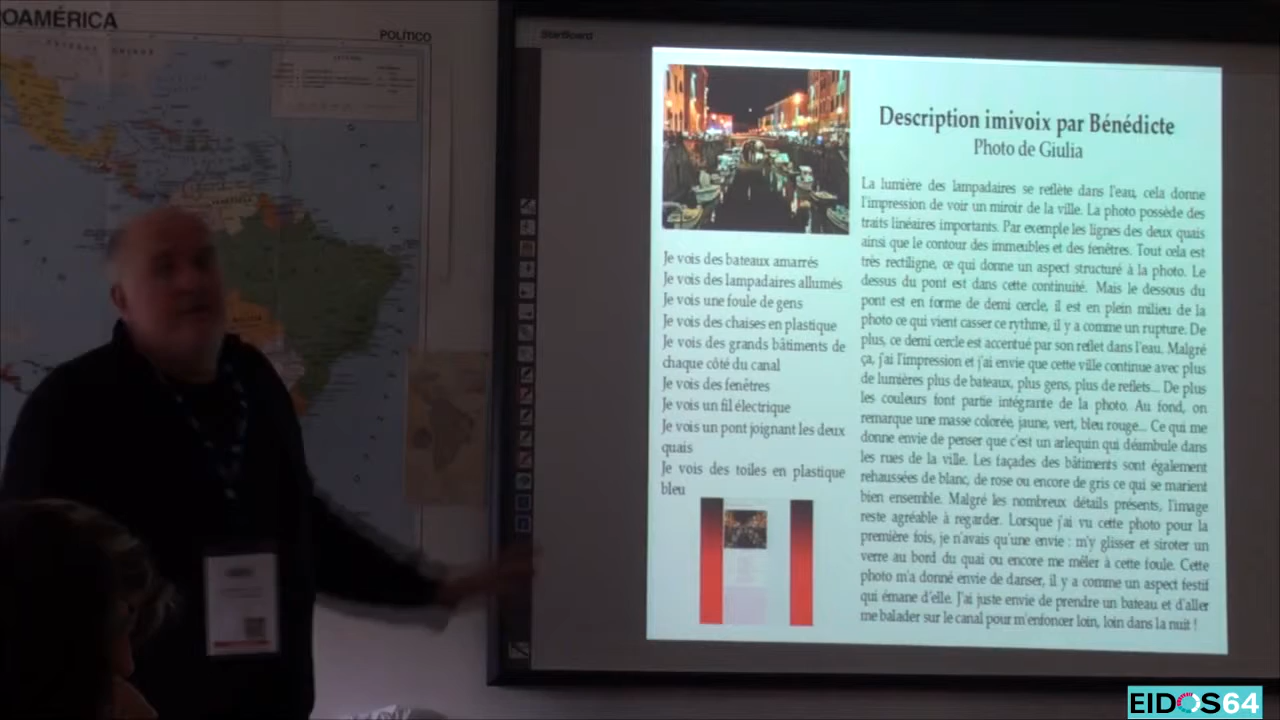 OAMÉRICA
POLÍTICO
StarBoard
Description imivoix par Bénédicte
Photo de Giulia
Je vois des bateaux amarrés
Je vois des lampadaires allumés
Je vois une foule de gens
Je vois des chaises en plastique
Je vois des grands bâtiments de
chaque côté du canal
Je vois des fenêtres
Je vois un fil électrique
Je vois un pont joignant les deux
quais
Je vois des toiles en plastique
bleu
La lumière des lampadaires se reflète dans l'eau, cela donne
l'impression de voir un miroir de la ville. La photo possède des
traits linéaires importants. Par exemple les lignes des deux quais
ainsi que le contour des immeubles et des fenêtres. Tout cela est
très rectiligne, ce qui donne un aspect structuré à la photo. Le
dessus du pont est dans cette continuité. Mais le dessous du
pont est en forme de demi cercle, il est en plein milieu de la
photo ce qui vient casser ce rythme, il y a comme un rupture. De
plus, ce demi cercle est accentué par son reflet dans l'eau. Malgré
ça, j'ai l'impression et j'ai envie que cette ville continue avec plus
de lumières plus de bateaux, plus gens, plus de reflets... De plus
les couleurs font partie intégrante de la photo. Au fond, on
remarque une masse colorée, jaune, vert, bleu rouge... Ce qui me
donne envie de penser que c'est un arlequin qui déambule dans
les rues de la ville. Les façades des bâtiments sont également
rehaussées de blanc, de rose ou encore de gris ce qui se marient
bien ensemble. Malgré les nombreux détails présents, l'image
reste agréable à regarder. Lorsque j'ai vu cette photo pour la
première fois, je n'avais qu'une envie : m'y glisser et siroter un
verre au bord du quai ou encore me mêler à cette foule. Cette
photo m'a donné envie de danser, il y a comme un aspect festif
qui émane d'elle. J'ai juste envie de prendre un bateau et d'aller
me balader sur le canal pour m'enfoncer loin, loin dans la nuit !
EIDOS64